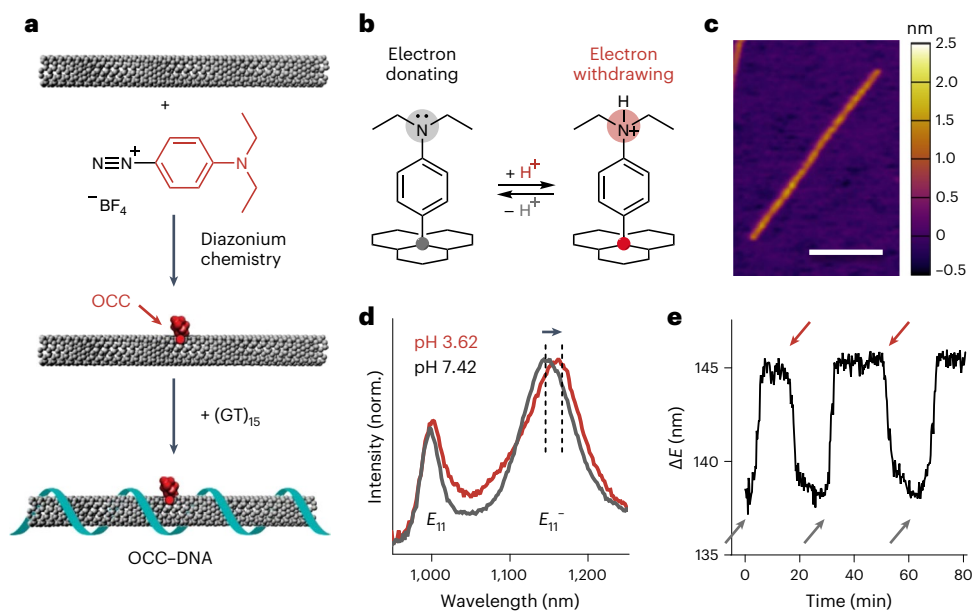 a
+
N≡N
+
N
−BF₄
Diazonium
chemistry
OCC
+ (GT)₁₅
OCC–DNA
b
Electron
donating
Electron
withdrawing
N
H
N+
+ H⁺
− H⁺
c
nm
2.5
2.0
1.5
1.0
0
−0.5
d
pH 3.62
pH 7.42
Intensity (norm.)
E₁₁
E₁₁⁻
1,000
1,100
1,200
Wavelength (nm)
e
ΔE (nm)
145
140
135
0
20
40
60
80
Time (min)